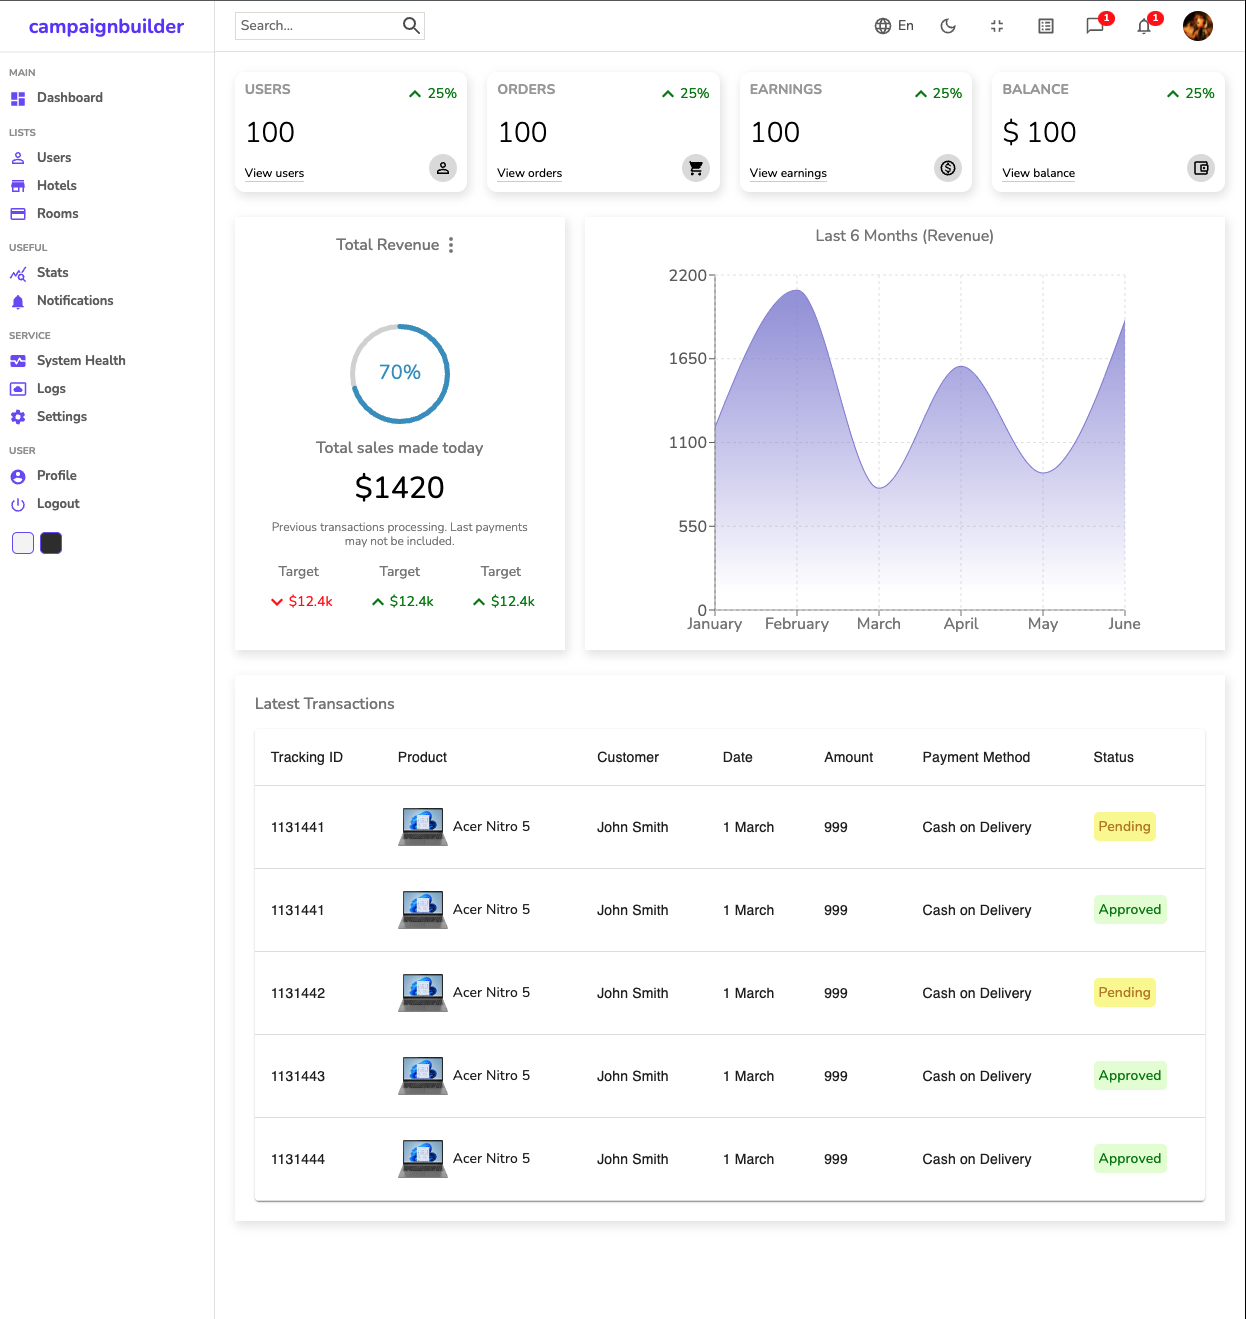 campaignbuilder
Search...
En
1
1
MAIN
Dashboard
LISTS
Users
Hotels
Rooms
USEFUL
Stats
Notifications
SERVICE
System Health
Logs
Settings
USER
Profile
Logout
USERS
25%
100
View users
ORDERS
25%
100
View orders
EARNINGS
25%
100
View earnings
BALANCE
25%
$ 100
View balance
Total Revenue
70%
Total sales made today
$1420
Previous transactions processing. Last payments
may not be included.
Target Target Target
$12.4k $12.4k $12.4k
Last 6 Months (Revenue)
2200
1650
1100
550
0
January February March April May June
Latest Transactions
Tracking ID Product Customer Date Amount Payment Method Status
1131441 Acer Nitro 5 John Smith 1 March 999 Cash on Delivery Pending
1131441 Acer Nitro 5 John Smith 1 March 999 Cash on Delivery Approved
1131442 Acer Nitro 5 John Smith 1 March 999 Cash on Delivery Pending
1131443 Acer Nitro 5 John Smith 1 March 999 Cash on Delivery Approved
1131444 Acer Nitro 5 John Smith 1 March 999 Cash on Delivery Approved